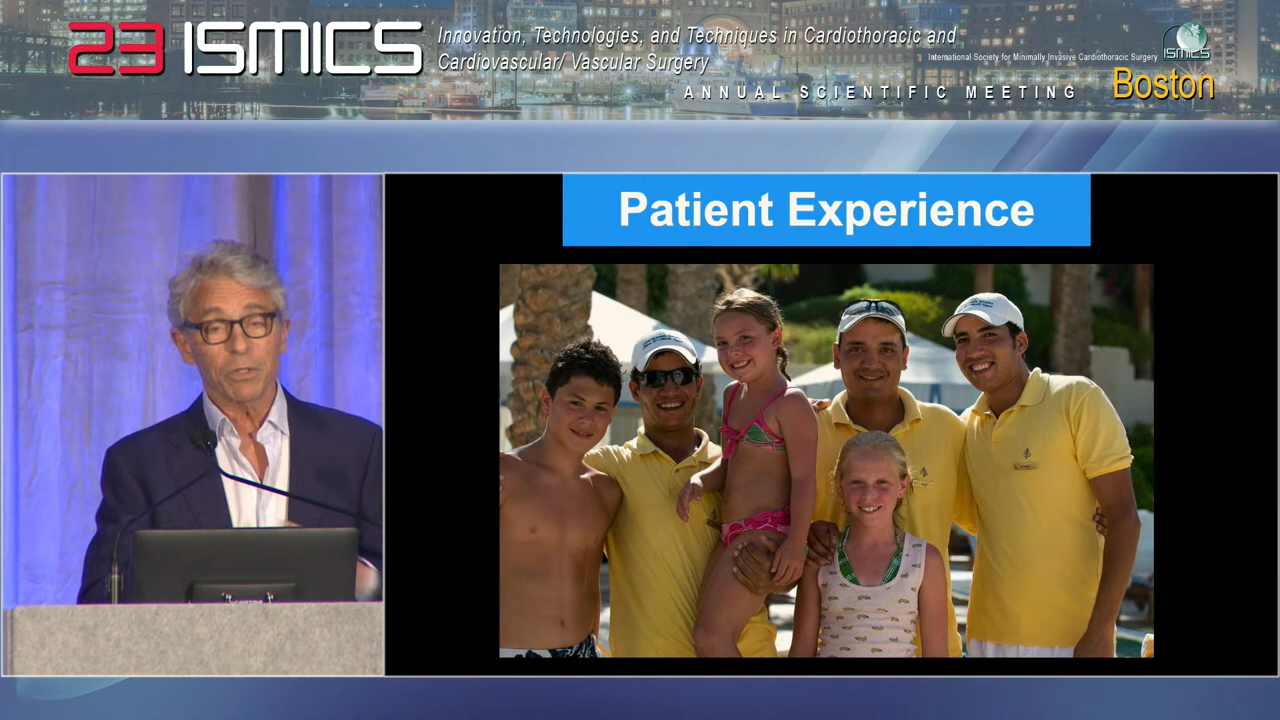 23 ISMICS
Innovation, Technologies, and Techniques in Cardiothoracic and
Cardiovascular/ Vascular Surgery
International Society for Minimally Invasive Cardiothoracic Surgery
ISMICS
ANNUAL SCIENTIFIC MEETING
Boston
Patient Experience